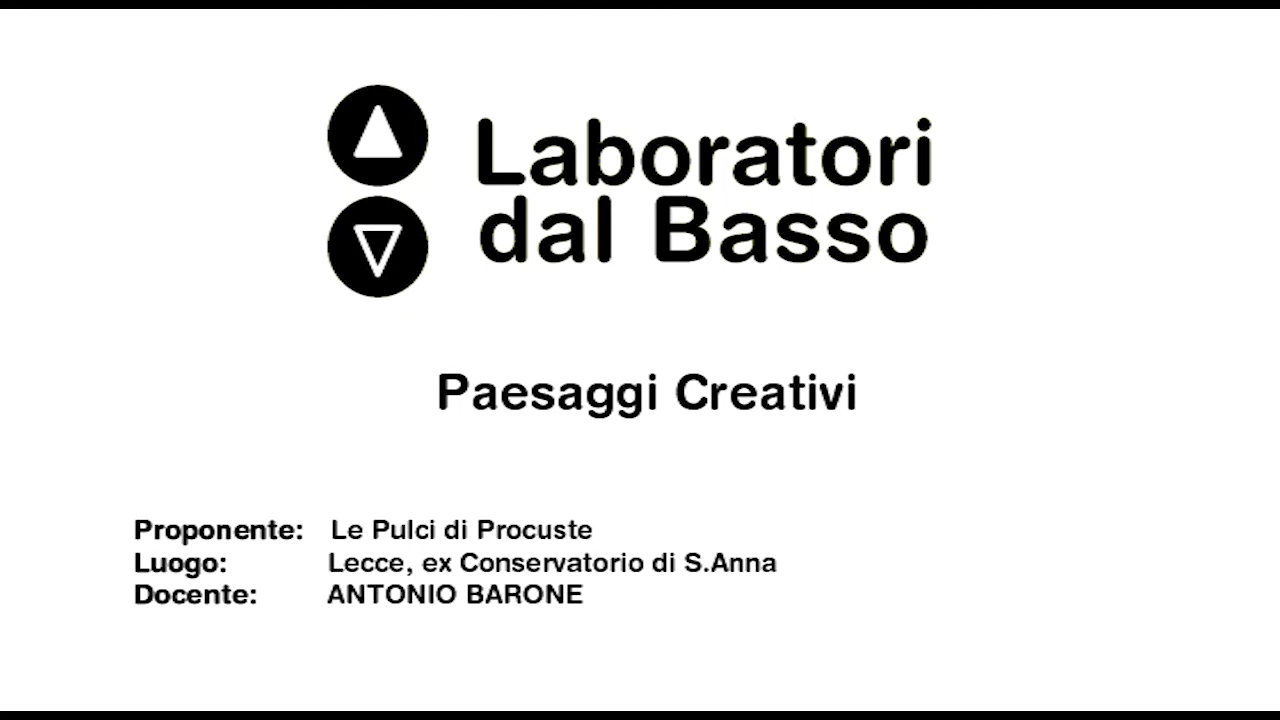 Laboratori
dal Basso
Paesaggi Creativi
Proponente: Le Pulci di Procuste
Luogo: Lecce, ex Conservatorio di S.Anna
Docente: ANTONIO BARONE